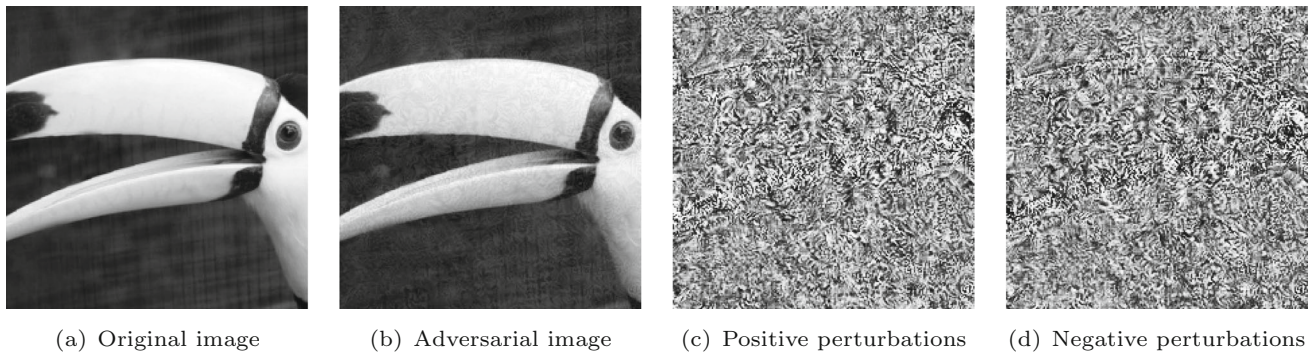 (a) Original image
(b) Adversarial image
(c) Positive perturbations
(d) Negative perturbations